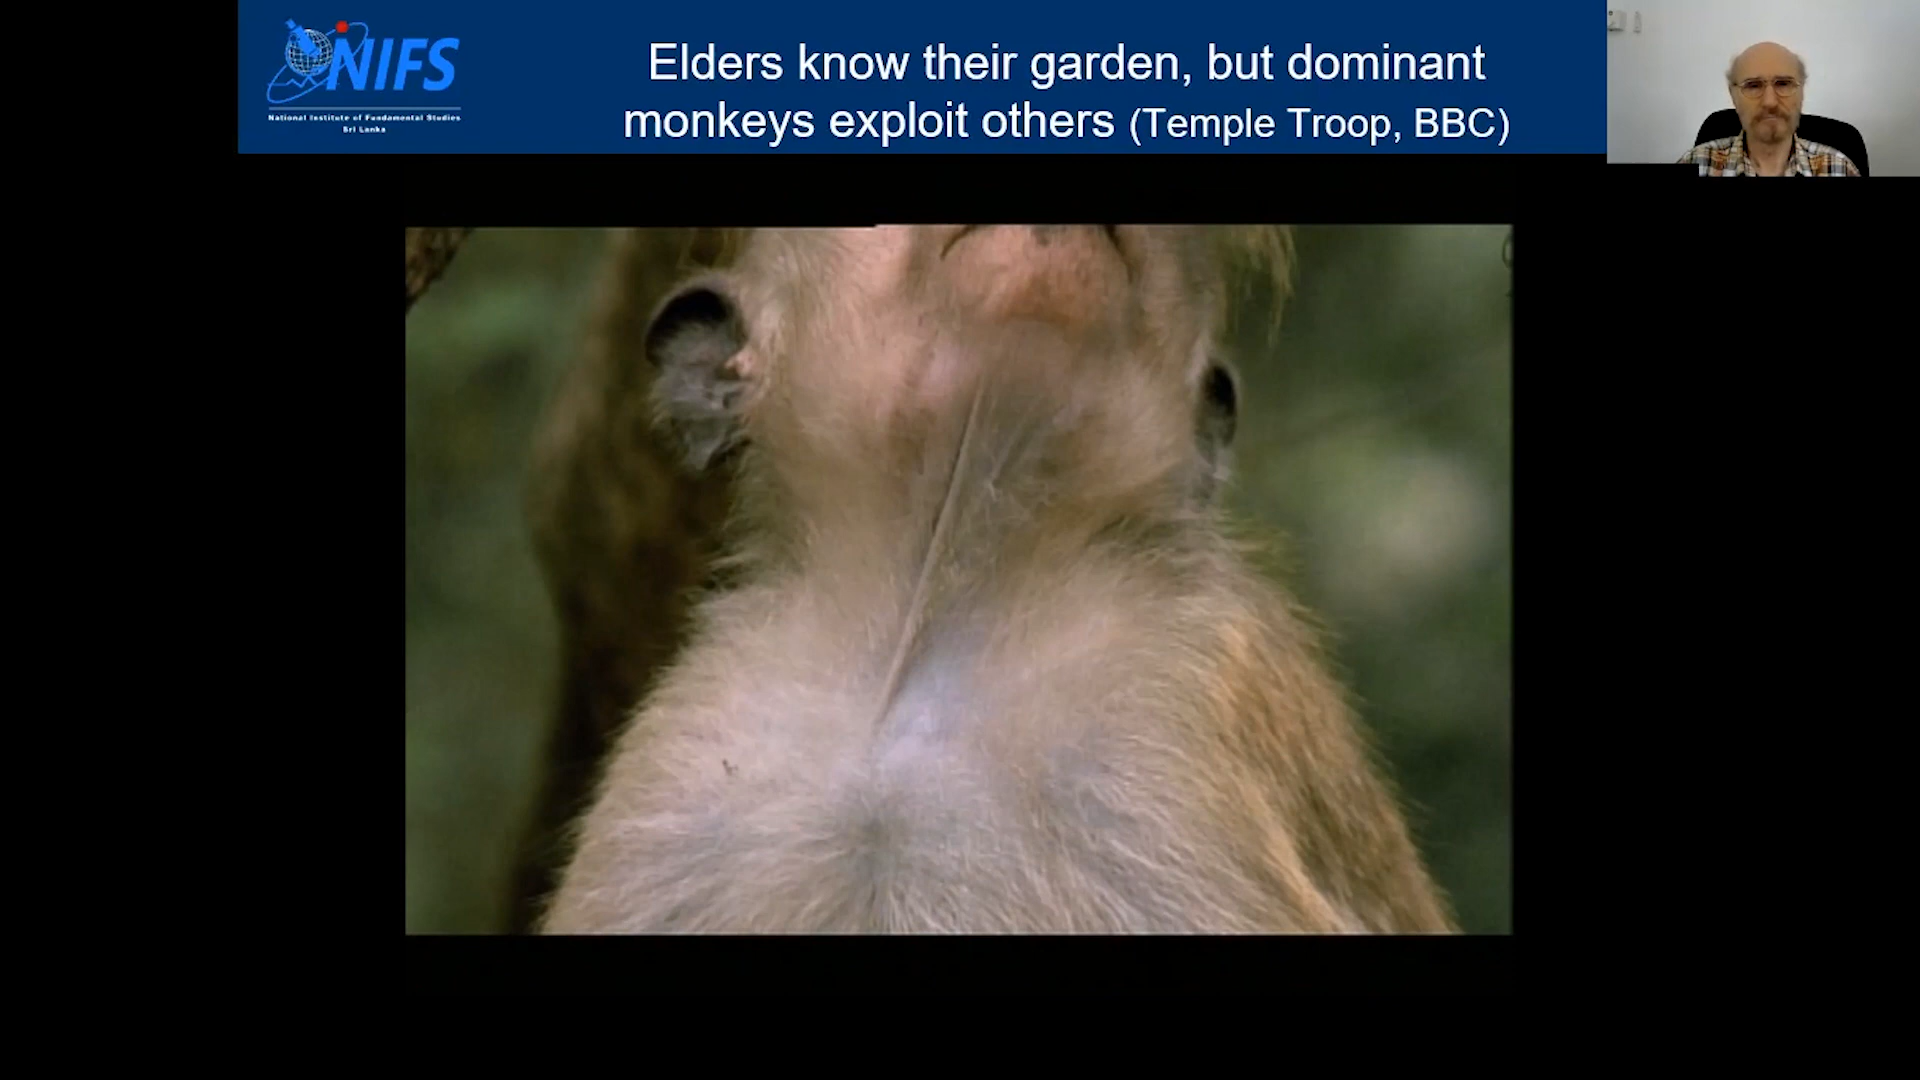 NIFS
National Institute of Fundamental Studies
Sri Lanka
Elders know their garden, but dominant
monkeys exploit others (Temple Troop, BBC)